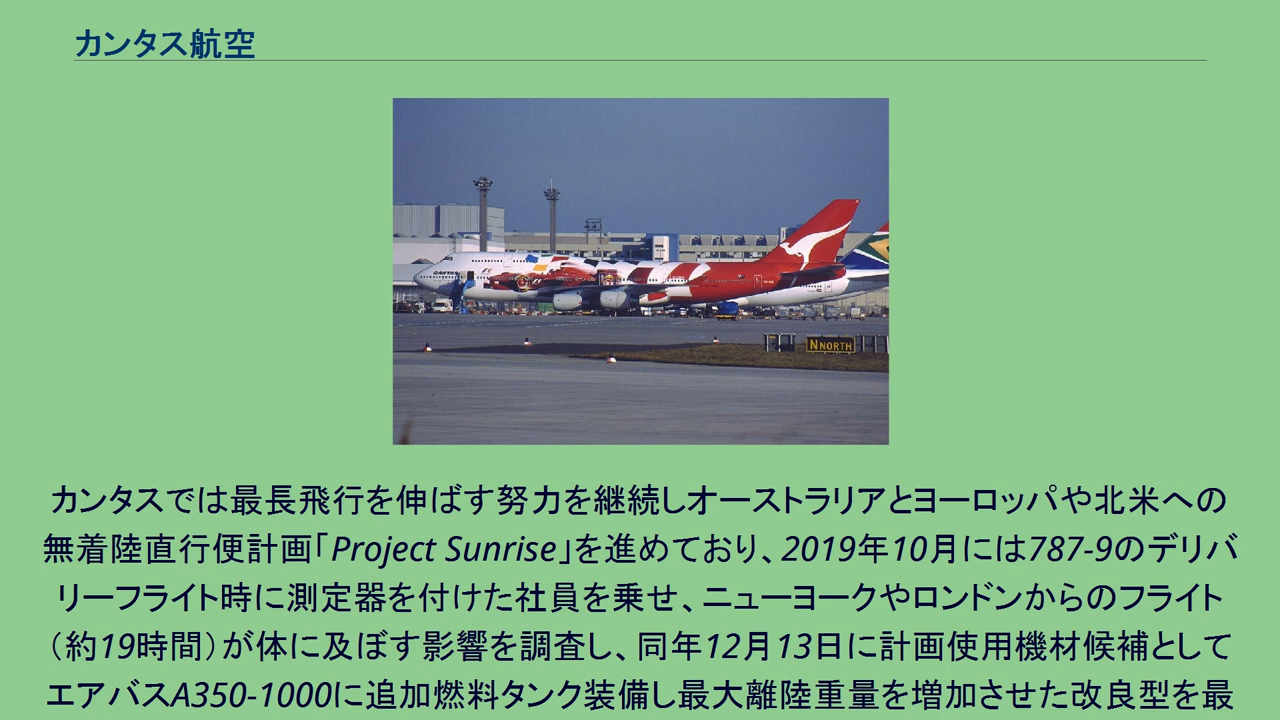 カンタス航空
QANTAS
NNORTH
カンタスでは最長飛行を伸ばす努力を継続しオーストラリアとヨーロッパや北米への
無着陸直行便計画「Project Sunrise」を進めており、2019年10月には787-9のデリバ
リーフライト時に測定器を付けた社員を乗せ、ニューヨークやロンドンからのフライト
（約19時間）が体に及ぼす影響を調査し、同年12月13日に計画使用機材候補として
エアバスA350-1000に追加燃料タンク装備し最大離陸重量を増加させた改良型を最